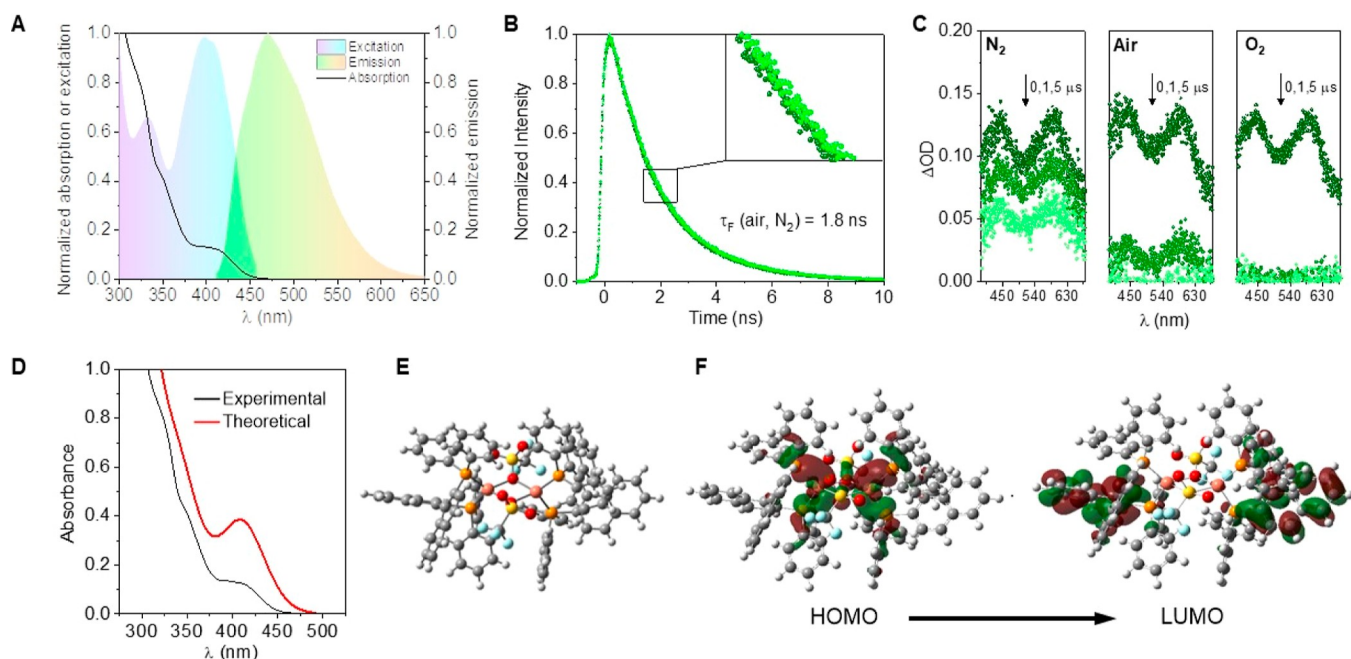 A
Normalized absorption or excitation
1.0
0.8
0.6
0.4
0.2
0.0
Excitation
Emission
Absorption
1.0
0.8
0.6
0.4
0.2
0.0
Normalized emission
300 350 400 450 500 550 600 650
λ (nm)
B
Normalized Intensity
1.0
0.8
0.6
0.4
0.2
0.0
τF (air, N2) = 1.8 ns
0 2 4 6 8 10
Time (ns)
C
ΔOD
0.20
0.15
0.10
0.05
0.00
N2
0,1,5 μs
Air
0,1,5 μs
O2
0,1,5 μs
450 540 630 450 540 630 450 540 630
λ (nm)
D
Absorbance
1.0
0.8
0.6
0.4
0.2
0.0
Experimental
Theoretical
300 350 400 450 500
λ (nm)
E
F
HOMO
LUMO